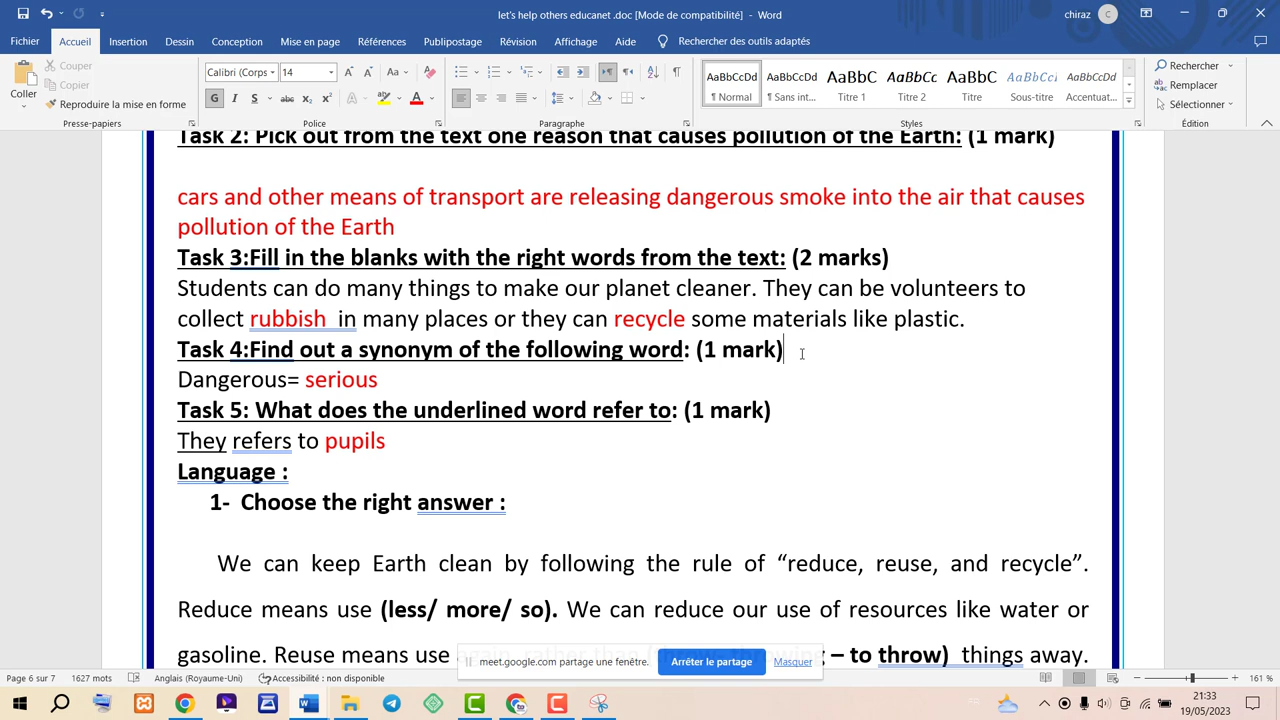 let's help others educanet .doc [Mode de compatibilité] - Word
chiraz
C
Fichier
Accueil
Insertion
Dessin
Conception
Mise en page
Références
Publipostage
Révision
Affichage
Aide
Rechercher des outils adaptés
Coller
Couper
Copier
Reproduire la mise en forme
Presse-papiers
Calibri (Corps
14
Police
Paragraphe
AaBbCcDd
¶ Normal
AaBbCcDd
¶ Sans int...
AaBbC
Titre 1
AaBbCc
Titre 2
AaBbC
Titre
AaBbCcI
Sous-titre
AaBbCcDd
Accentuat...
Styles
Rechercher
Remplacer
Sélectionner
Édition
Task 2: Pick out from the text one reason that causes pollution of the Earth: (1 mark)
cars and other means of transport are releasing dangerous smoke into the air that causes
pollution of the Earth
Task 3:Fill in the blanks with the right words from the text: (2 marks)
Students can do many things to make our planet cleaner. They can be volunteers to
collect rubbish in many places or they can recycle some materials like plastic.
Task 4:Find out a synonym of the following word: (1 mark)
Dangerous= serious
Task 5: What does the underlined word refer to: (1 mark)
They refers to pupils
Language :
1- Choose the right answer :
We can keep Earth clean by following the rule of “reduce, reuse, and recycle”.
Reduce means use (less/ more/ so). We can reduce our use of resources like water or
gasoline. Reuse means use again, rather than (throw- throwing – to throw) things away.
meet.google.com partage une fenêtre.
Arrêter le partage
Masquer
Page 6 sur 7
1627 mots
Anglais (Royaume-Uni)
Accessibilité : non disponible
161 %
21:33
19/05/2023